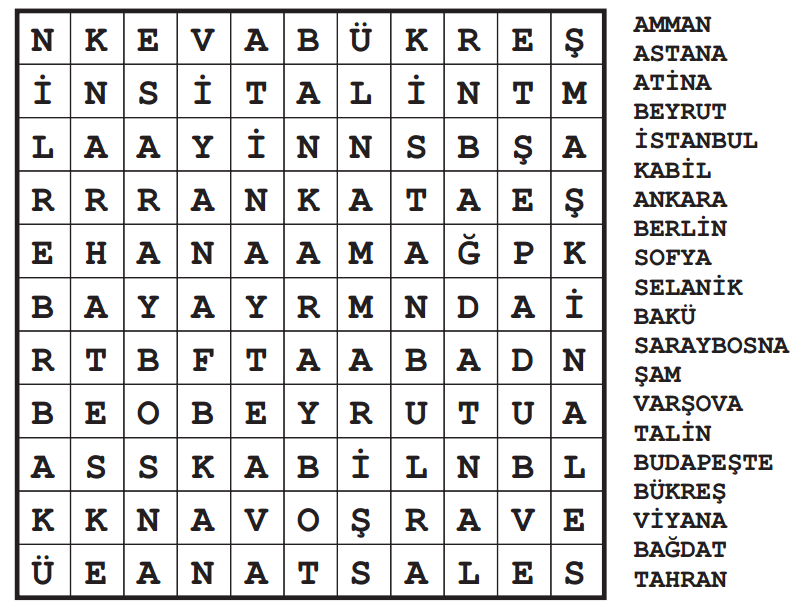 N K E V A B Ü K R E Ş
İ N S İ T A L İ N T M
L A A Y İ N N S B Ş A
R R R A N K A T A E Ş
E H A N A A M A Ğ P K
B A Y A Y R M N D A İ
R T B F T A A B A D N
B E O B E Y R U T U A
A S S K A B İ L N B L
K K N A V O Ş R A V E
Ü E A N A T S A L E S
AMMAN
ASTANA
ATİNA
BEYRUT
İSTANBUL
KABİL
ANKARA
BERLİN
SOFYA
SELANİK
BAKÜ
SARAYBOSNA
ŞAM
VARŞOVA
TALİN
BUDAPEŞTE
BÜKREŞ
VİYANA
BAĞDAT
TAHRAN